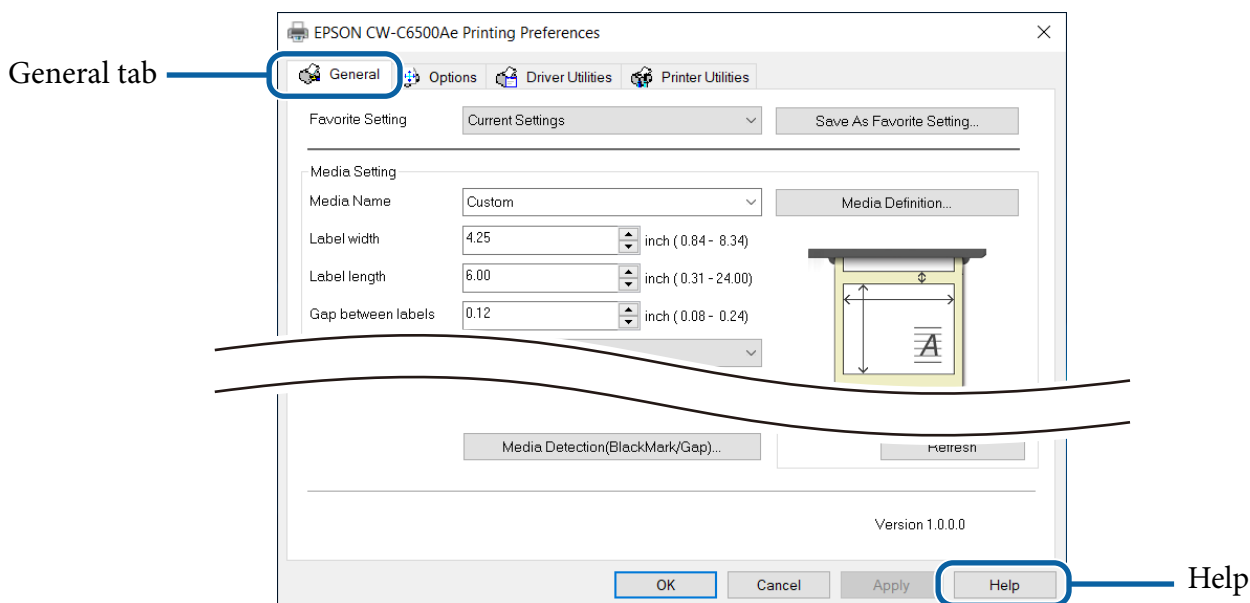 EPSON CW-C6500Ae Printing Preferences
General tab
General Options Driver Utilities Printer Utilities
Favorite Setting Current Settings Save As Favorite Setting...
Media Setting
Media Name Custom Media Definition...
Label width 4.25 inch ( 0.84 - 8.34)
Label length 6.00 inch ( 0.31 - 24.00)
Gap between labels 0.12 inch ( 0.08 - 0.24)
A
Media Detection(BlackMark/Gap)... Refresh
Version 1.0.0.0
OK Cancel Apply Help
Help